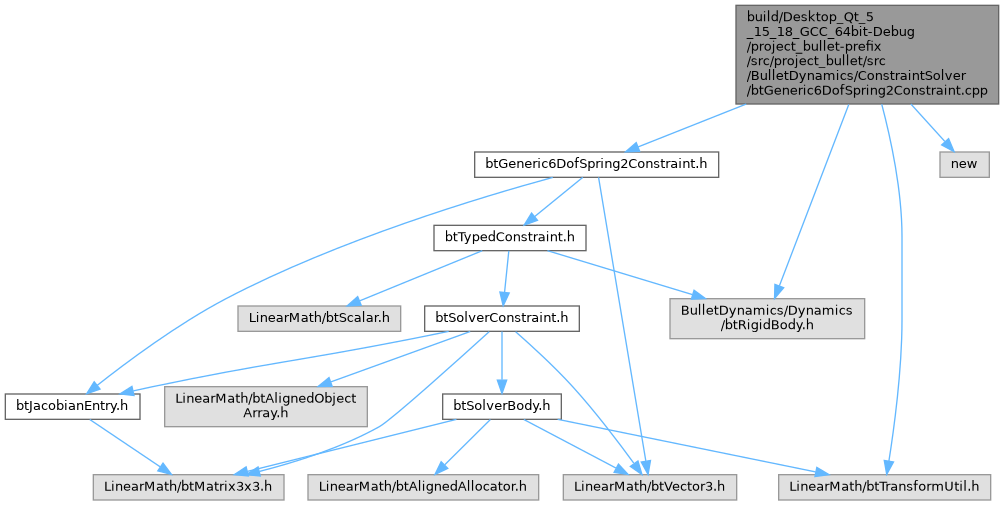 build/Desktop_Qt_5
_15_18_GCC_64bit-Debug
/project_bullet-prefix
/src/project_bullet/src
/BulletDynamics/ConstraintSolver
/btGeneric6DofSpring2Constraint.cpp
btGeneric6DofSpring2Constraint.h
new
btTypedConstraint.h
LinearMath/btScalar.h
btSolverConstraint.h
BulletDynamics/Dynamics
/btRigidBody.h
btJacobianEntry.h
LinearMath/btAlignedObject
Array.h
btSolverBody.h
LinearMath/btMatrix3x3.h
LinearMath/btAlignedAllocator.h
LinearMath/btVector3.h
LinearMath/btTransformUtil.h